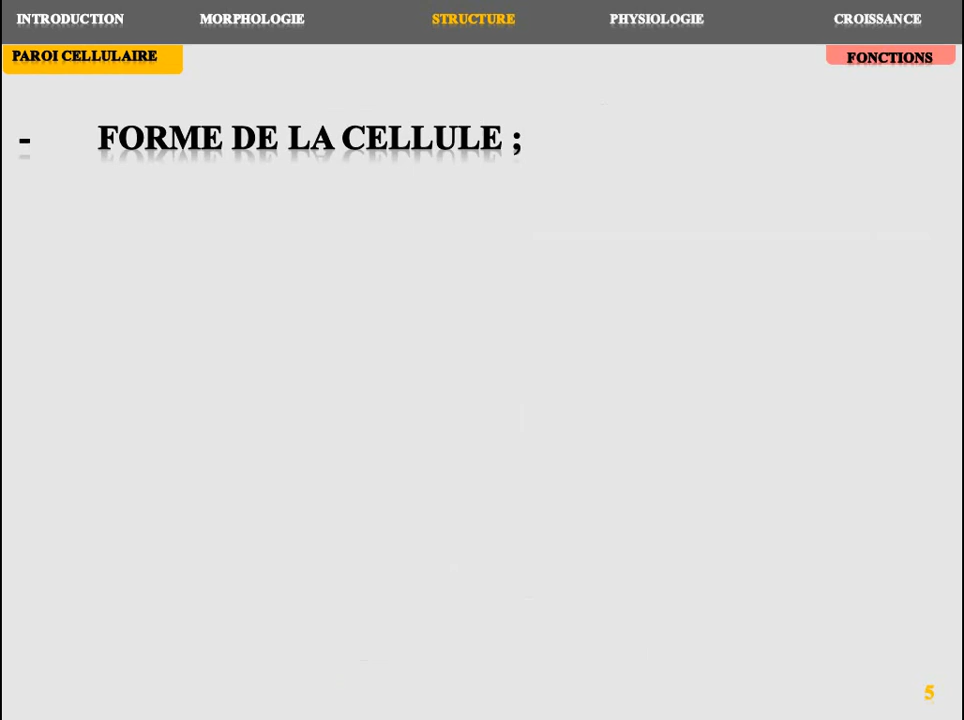 INTRODUCTION MORPHOLOGIE STRUCTURE PHYSIOLOGIE CROISSANCE
PAROI CELLULAIRE FONCTIONS
- FORME DE LA CELLULE ;
5